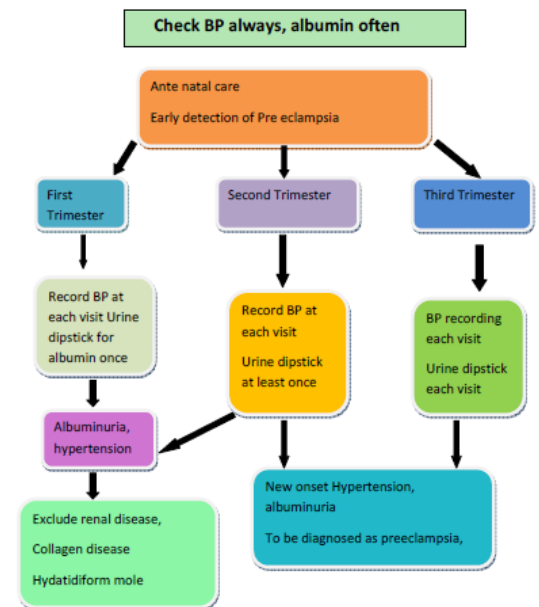 Check BP always, albumin often
Ante natal care
Early detection of Pre eclampsia
First
Trimester
Second Trimester
Third Trimester
Record BP at
each visit Urine
dipstick for
albumin once
Record BP at
each visit
Urine dipstick
at least once
BP recording
each visit
Urine dipstick
each visit
Albuminuria,
hypertension
New onset Hypertension,
albuminuria
To be diagnosed as preeclampsia,
Exclude renal disease,
Collagen disease
Hydatidiform mole